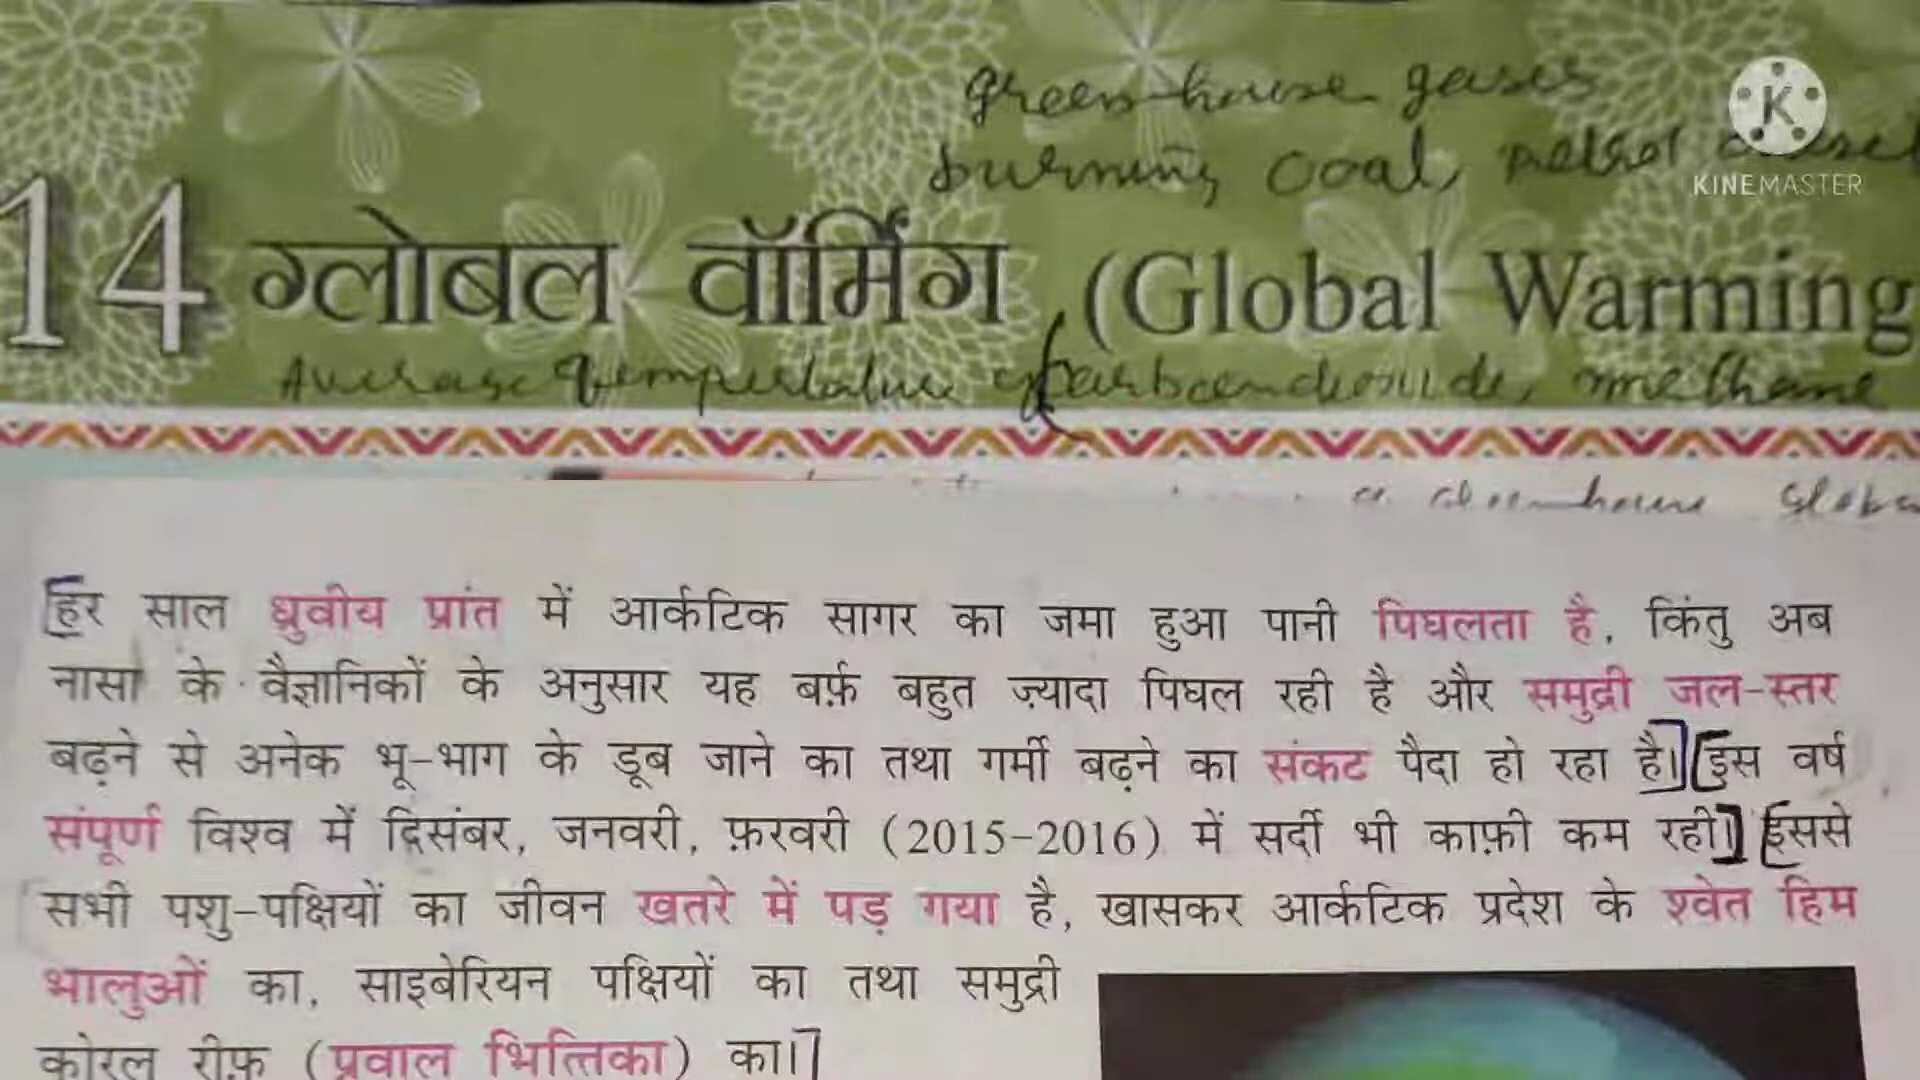 green house gases
burning coal, petrol
KINEMASTER
14 ग्लोबल वॉर्मिंग (Global Warming
Average temperature of carbondioxide, methane
house
हर साल ध्रुवीय प्रांत में आर्कटिक सागर का जमा हुआ पानी पिघलता है, किंतु अब
नासा के वैज्ञानिकों के अनुसार यह बर्फ़ बहुत ज़्यादा पिघल रही है और समुद्री जल-स्तर
बढ़ने से अनेक भू-भाग के डूब जाने का तथा गर्मी बढ़ने का संकट पैदा हो रहा है। इस वर्ष
संपूर्ण विश्व में दिसंबर, जनवरी, फ़रवरी (2015-2016) में सर्दी भी काफ़ी कम रही। इससे
सभी पशु-पक्षियों का जीवन खतरे में पड़ गया है, खासकर आर्कटिक प्रदेश के श्वेत हिम
भालुओं का, साइबेरियन पक्षियों का तथा समुद्री
कोरल रीफ़ (प्रवाल भित्तिका) का।